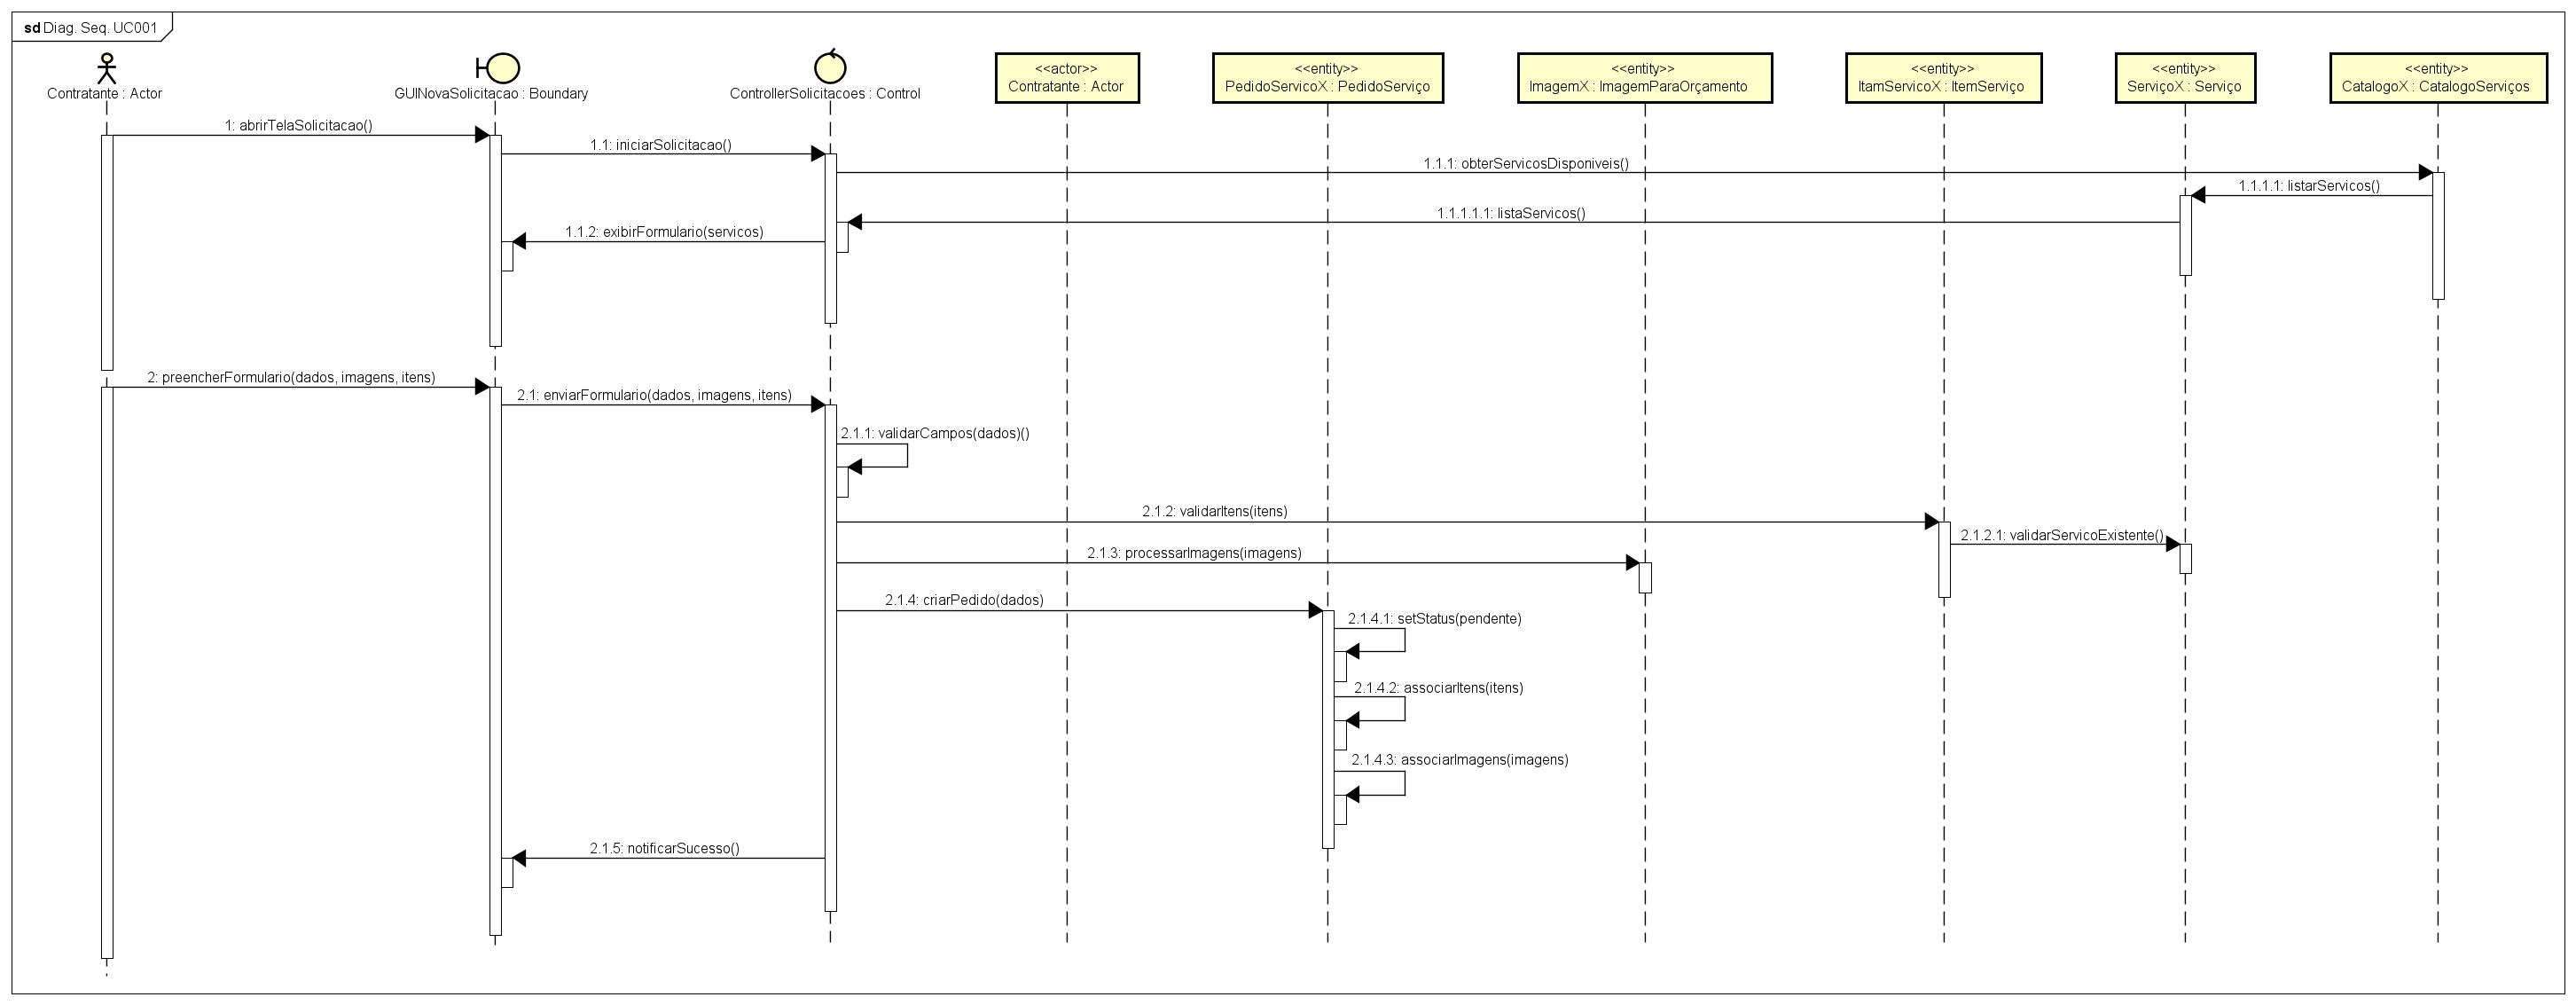 sd Diag. Seq. UC001
Contratante : Actor
GUINovaSolicitacao : Boundary
ControllerSolicitacoes : Control
<<actor>>
Contratante : Actor
<<entity>>
PedidoServicoX : PedidoServiço
<<entity>>
ImagemX : ImagemParaOrçamento
<<entity>>
ItamServicoX : ItemServiço
<<entity>>
ServiçoX : Serviço
<<entity>>
CatalogoX : CatalogoServiços
1: abrirTelaSolicitacao()
1.1: iniciarSolicitacao()
1.1.1: obterServicosDisponiveis()
1.1.1.1: listarServicos()
1.1.1.1.1: listaServicos()
1.1.2: exibirFormulario(servicos)
2: preencherFormulario(dados, imagens, itens)
2.1: enviarFormulario(dados, imagens, itens)
2.1.1: validarCampos(dados)()
2.1.2: validarItens(itens)
2.1.2.1: validarServicoExistente()
2.1.3: processarImagens(imagens)
2.1.4: criarPedido(dados)
2.1.4.1: setStatus(pendente)
2.1.4.2: associarItens(itens)
2.1.4.3: associarImagens(imagens)
2.1.5: notificarSucesso()